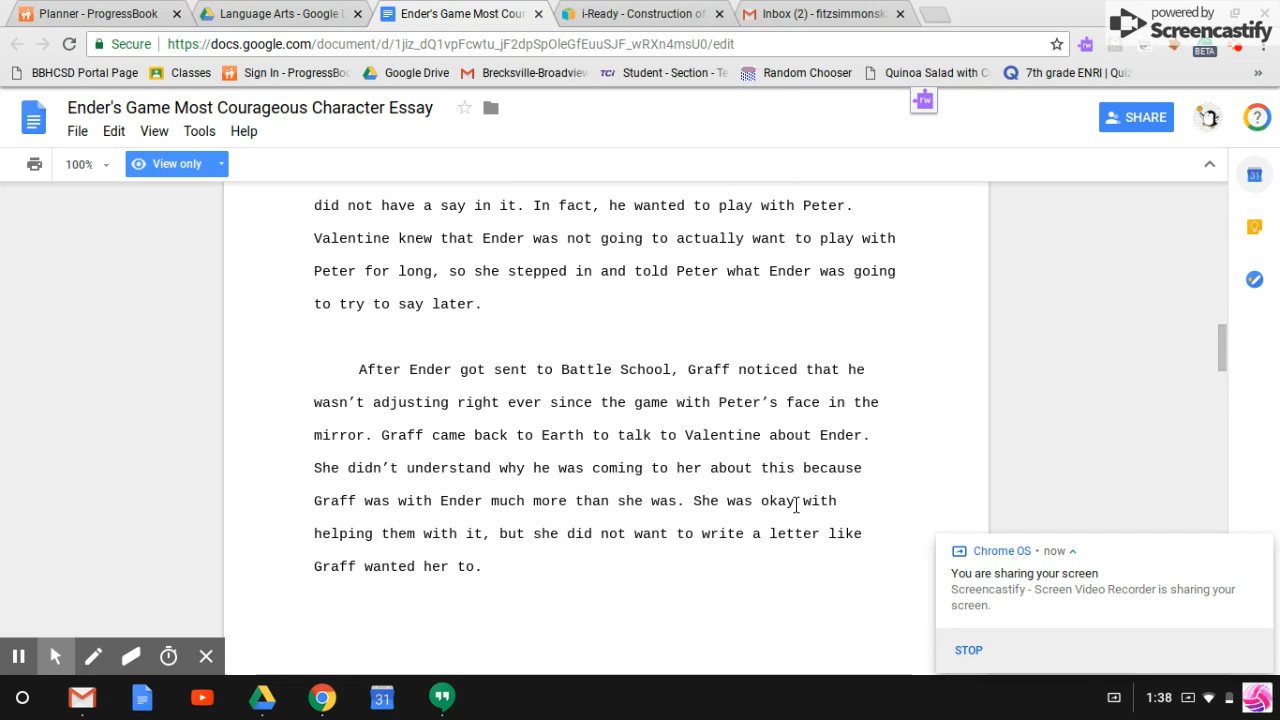 Planner - ProgressBook
Language Arts - Google
Ender's Game Most Cour
i-Ready - Construction of
Inbox (2) - fitzsimmonsk
powered by
Screencastify
Secure
https://docs.google.com/document/d/1jiz_dQ1vpFcw1u_jF2dpSpOleGfEuuSJF_wRXn4msU0/edit
BETA
BBHCSD Portal Page
Classes
Sign In - ProgressBo
Google Drive
Brecksville-Broadview
TCi
Student - Section - Te
Random Chooser
Quinoa Salad with C
7th grade ENRI | Quiz
»
Ender's Game Most Courageous Character Essay
rw
SHARE
File Edit View Tools Help
100%
View only
31
did not have a say in it. In fact, he wanted to play with Peter.
Valentine knew that Ender was not going to actually want to play with
Peter for long, so she stepped in and told Peter what Ender was going
to try to say later.
After Ender got sent to Battle School, Graff noticed that he
wasn't adjusting right ever since the game with Peter's face in the
mirror. Graff came back to Earth to talk to Valentine about Ender.
She didn't understand why he was coming to her about this because
Graff was with Ender much more than she was. She was okay with
helping them with it, but she did not want to write a letter like
Graff wanted her to.
Chrome OS • now
You are sharing your screen
Screencastify - Screen Video Recorder is sharing your
screen.
STOP
31
1:38